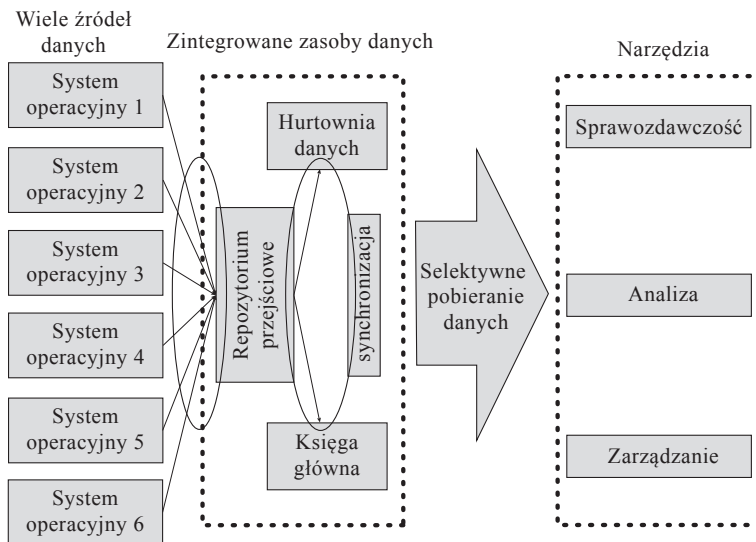 Wiele źródeł
danych
System
operacyjny 1
System
operacyjny 2
System
operacyjny 3
System
operacyjny 4
System
operacyjny 5
System
operacyjny 6
Zintegrowane zasoby danych
Hurtownia
danych
Repozytorium
przejściowe
synchronizacja
Księga
główna
Selektywne
pobieranie
danych
Narzędzia
Sprawozdawczość
Analiza
Zarządzanie